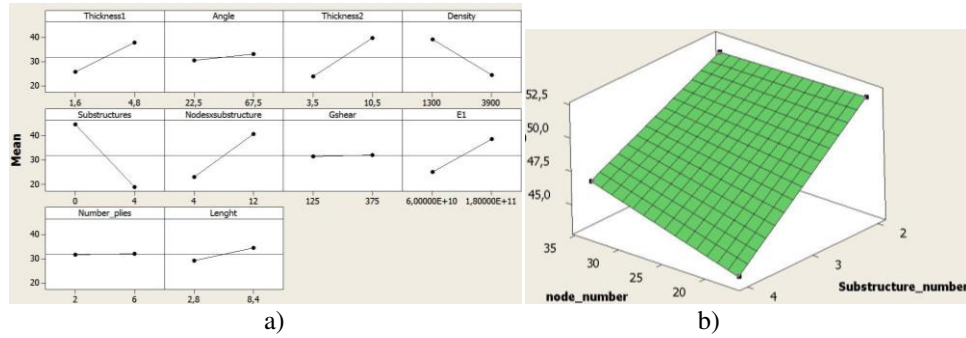 Thickness1 Angle Thickness2 Density
40
30
20
1,6 4,8 22,5 67,5 3,5 10,5 1300 3900
Substructures Nodesxsubstructure Gshear E1
40
30
20
0 4 4 12 125 375 6,00000E+10 1,80000E+11
Number_plies Lenght
40
30
20
2 6 2,8 8,4
Mean
52,5
50,0
47,5
45,0
35
30
25
20
node_number
2
3
4
Substructure_number
a) b)